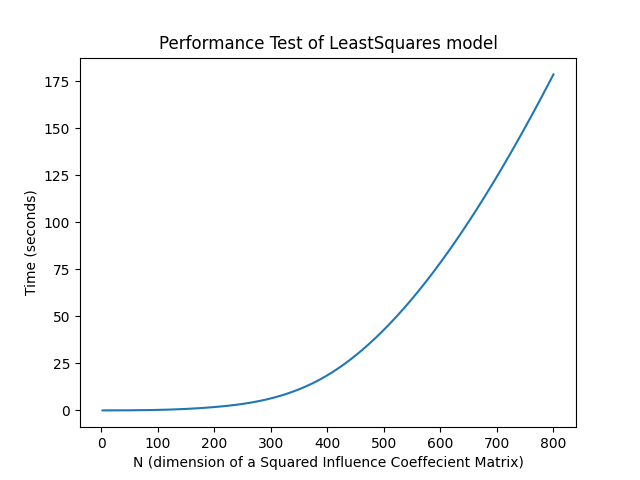 Performance Test of LeastSquares model
175
150
125
100
75
50
25
0
Time (seconds)
0 100 200 300 400 500 600 700 800
N (dimension of a Squared Influence Coeffecient Matrix)